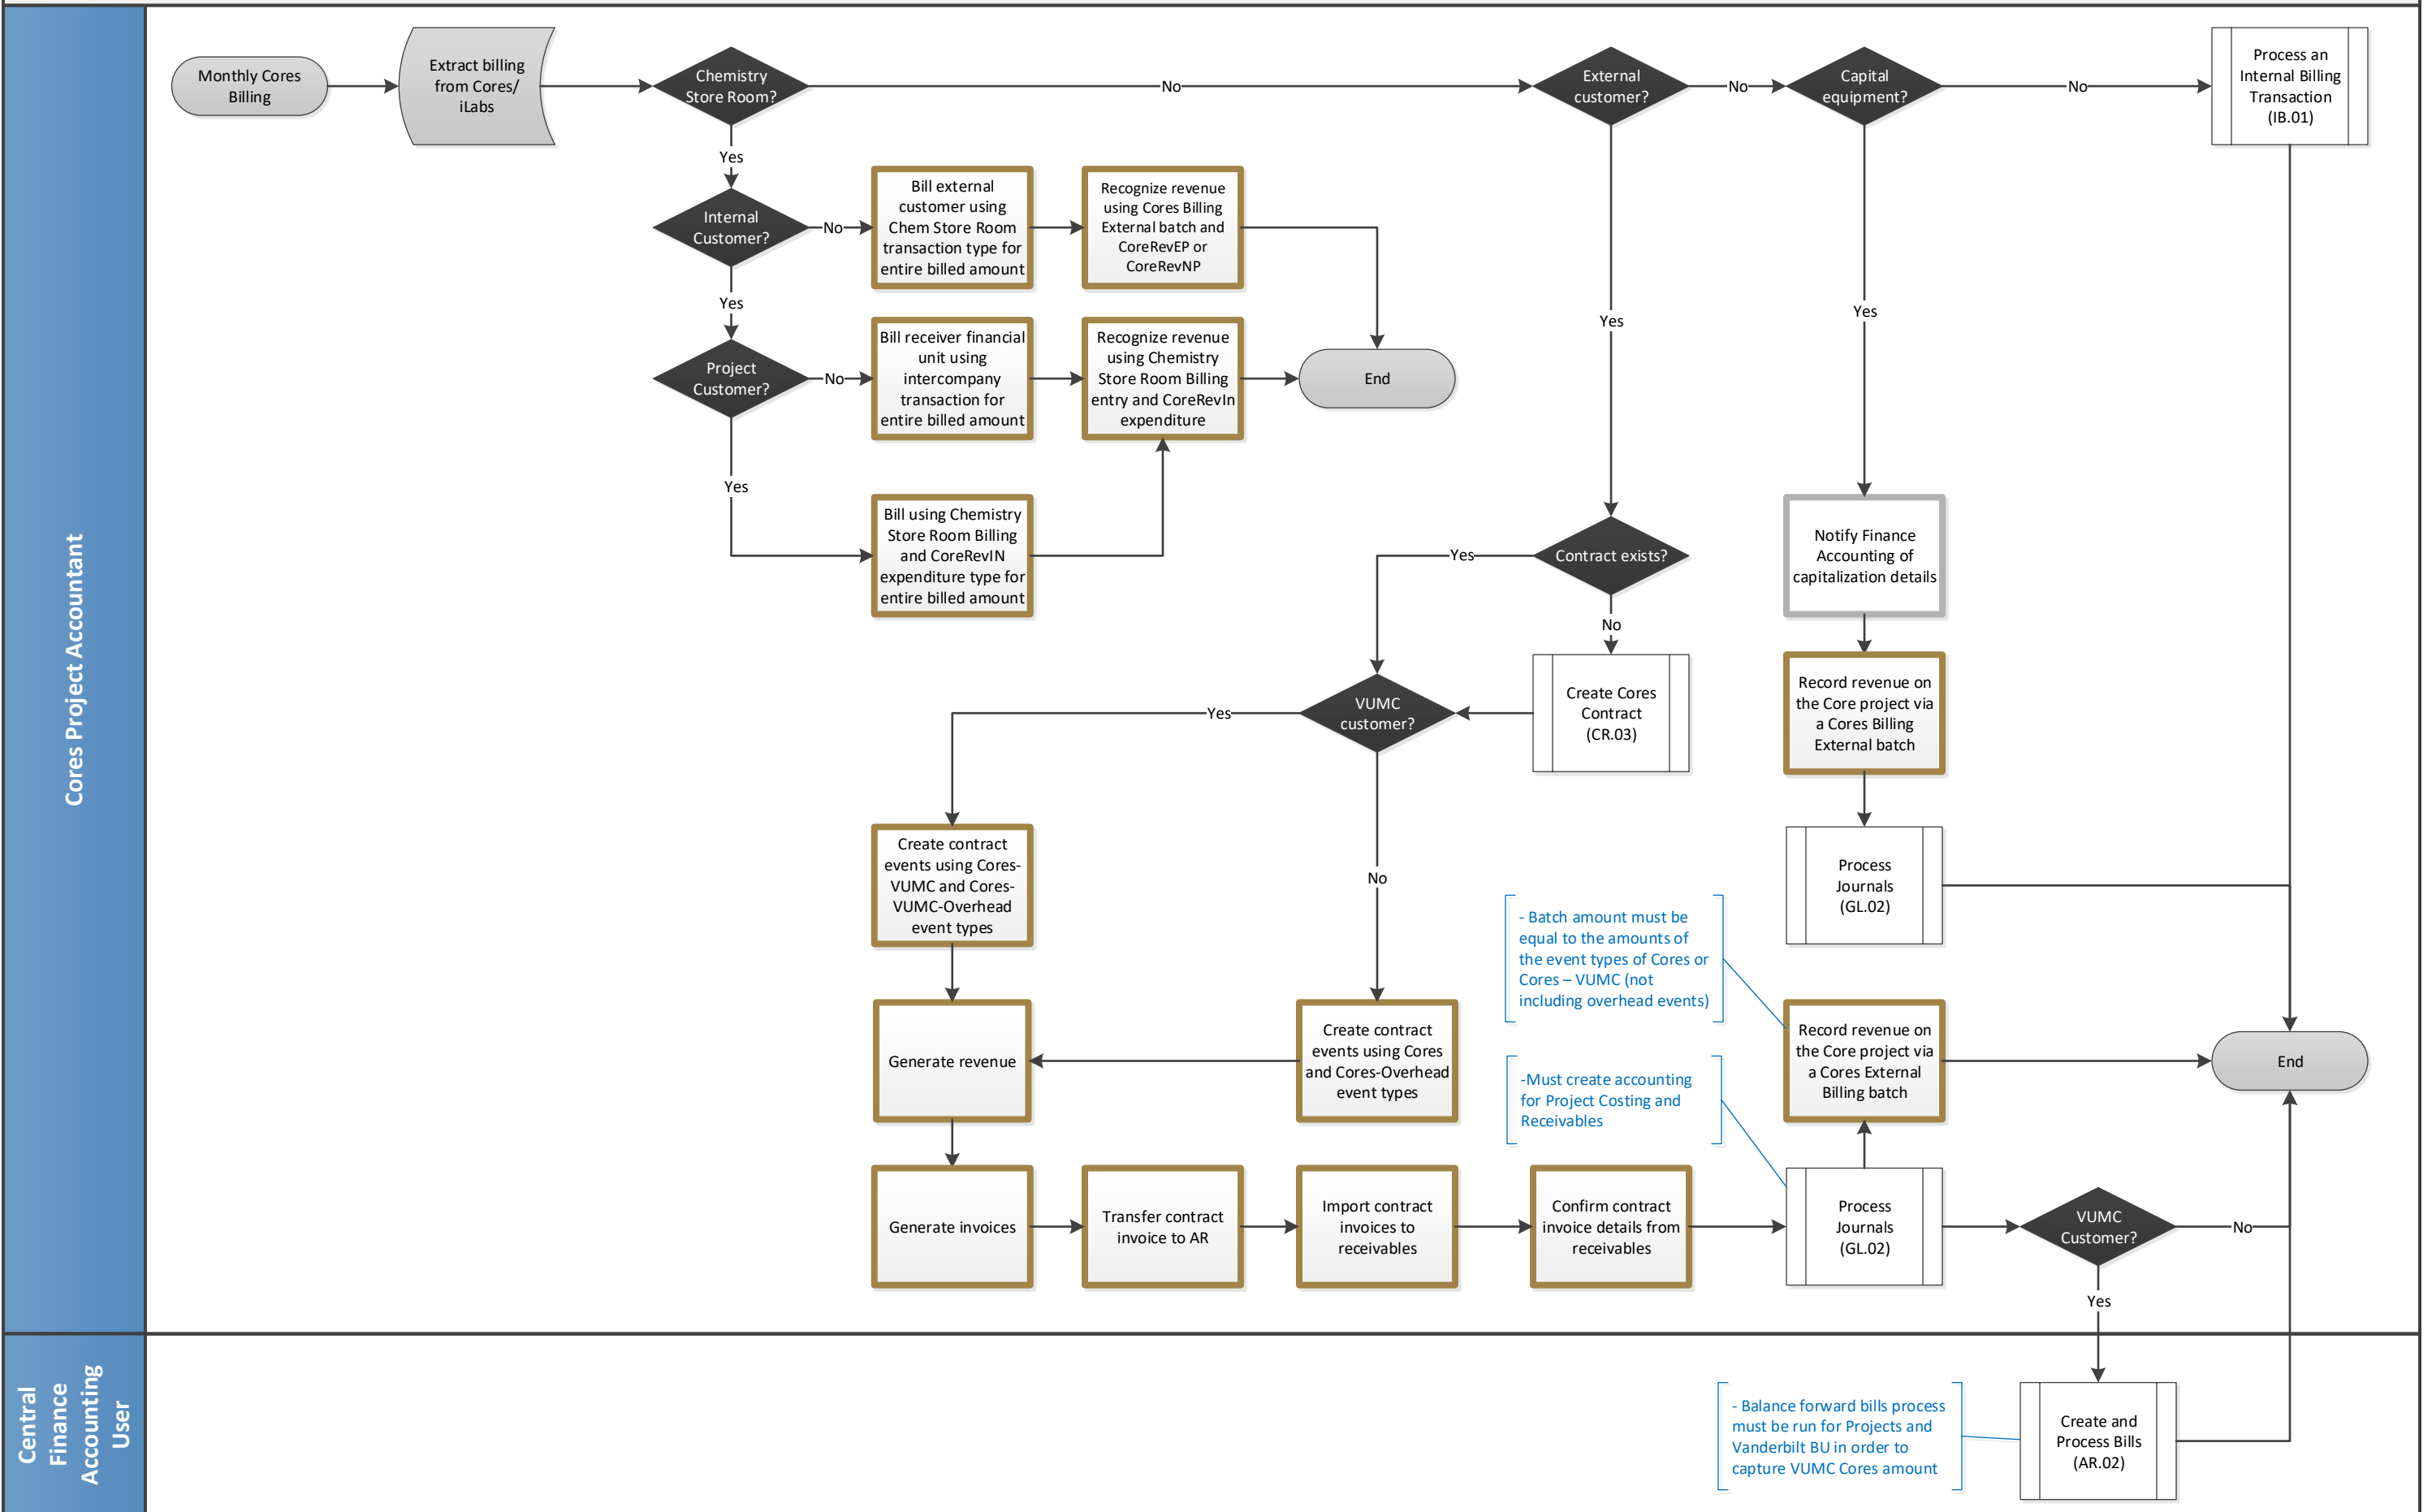 Cores Project Accountant
Monthly Cores
Billing
Extract billing
from Cores/
iLabs
Chemistry
Store Room?
No
External
customer?
No
Capital
equipment?
No
Process an
Internal Billing
Transaction
(IB.01)
Yes
Internal
Customer?
No
Bill external
customer using
Chem Store Room
transaction type for
entire billed amount
Recognize revenue
using Cores Billing
External batch and
CoreRevEP or
CoreRevNP
Yes
Project
Customer?
No
Bill receiver financial
unit using
intercompany
transaction for
entire billed amount
Recognize revenue
using Chemistry
Store Room Billing
entry and CoreRevIn
expenditure
End
Yes
Yes
Yes
Bill using Chemistry
Store Room Billing
and CoreRevIN
expenditure type for
entire billed amount
Yes
Contract exists?
Notify Finance
Accounting of
capitalization details
No
Yes
VUMC
customer?
Create Cores
Contract
(CR.03)
Record revenue on
the Core project via
a Cores Billing
External batch
Create contract
events using Cores-
VUMC and Cores-
VUMC-Overhead
event types
No
Process
Journals
(GL.02)
- Batch amount must be
equal to the amounts of
the event types of Cores or
Cores – VUMC (not
including overhead events)
Generate revenue
Create contract
events using Cores
and Cores-Overhead
event types
-Must create accounting
for Project Costing and
Receivables
Record revenue on
the Core project via
a Cores External
Billing batch
End
Generate invoices
Transfer contract
invoice to AR
Import contract
invoices to
receivables
Confirm contract
invoice details from
receivables
Process
Journals
(GL.02)
VUMC
Customer?
No
Yes
Central
Finance
Accounting
User
- Balance forward bills process
must be run for Projects and
Vanderbilt BU in order to
capture VUMC Cores amount
Create and
Process Bills
(AR.02)